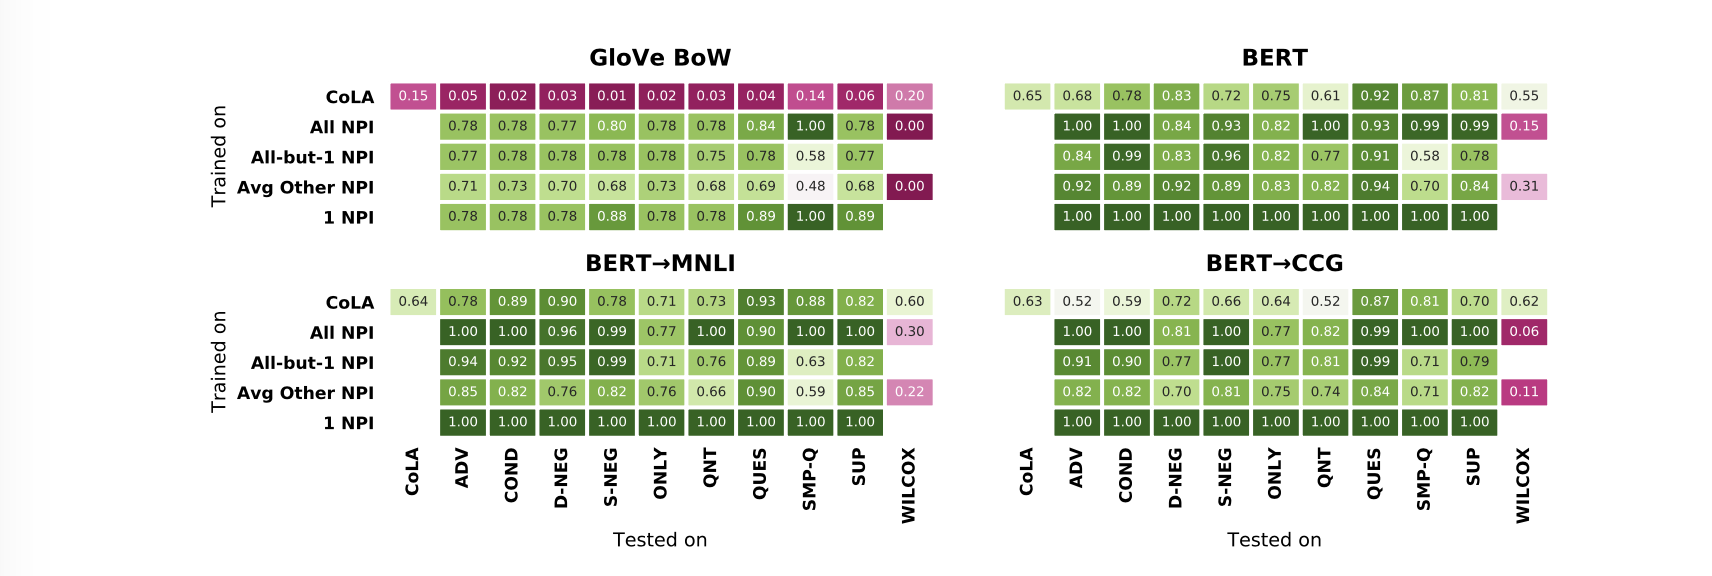 GloVe BoW
Trained on
CoLA 0.15 0.05 0.02 0.03 0.01 0.02 0.03 0.04 0.14 0.06 0.20
All NPI 0.78 0.78 0.77 0.80 0.78 0.78 0.84 1.00 0.78 0.00
All-but-1 NPI 0.77 0.78 0.78 0.78 0.78 0.75 0.78 0.58 0.77
Avg Other NPI 0.71 0.73 0.70 0.68 0.73 0.68 0.69 0.48 0.68 0.00
1 NPI 0.78 0.78 0.78 0.88 0.78 0.78 0.89 1.00 0.89
BERT
0.65 0.68 0.78 0.83 0.72 0.75 0.61 0.92 0.87 0.81 0.55
1.00 1.00 0.84 0.93 0.82 1.00 0.93 0.99 0.99 0.15
0.84 0.99 0.83 0.96 0.82 0.77 0.91 0.58 0.78
0.92 0.89 0.92 0.89 0.83 0.82 0.94 0.70 0.84 0.31
1.00 1.00 1.00 1.00 1.00 1.00 1.00 1.00 1.00
BERT→MNLI
Trained on
CoLA 0.64 0.78 0.89 0.90 0.78 0.71 0.73 0.93 0.88 0.82 0.60
All NPI 1.00 1.00 0.96 0.99 0.77 1.00 0.90 1.00 1.00 0.30
All-but-1 NPI 0.94 0.92 0.95 0.99 0.71 0.76 0.89 0.63 0.82
Avg Other NPI 0.85 0.82 0.76 0.82 0.76 0.66 0.90 0.59 0.85 0.22
1 NPI 1.00 1.00 1.00 1.00 1.00 1.00 1.00 1.00 1.00
CoLA ADV COND D-NEG S-NEG ONLY QNT QUES SMP-Q SUP WILCOX
Tested on
BERT→CCG
0.63 0.52 0.59 0.72 0.66 0.64 0.52 0.87 0.81 0.70 0.62
1.00 1.00 0.81 1.00 0.77 0.82 0.99 1.00 1.00 0.06
0.91 0.90 0.77 1.00 0.77 0.81 0.99 0.71 0.79
0.82 0.82 0.70 0.81 0.75 0.74 0.84 0.71 0.82 0.11
1.00 1.00 1.00 1.00 1.00 1.00 1.00 1.00 1.00
CoLA ADV COND D-NEG S-NEG ONLY QNT QUES SMP-Q SUP WILCOX
Tested on